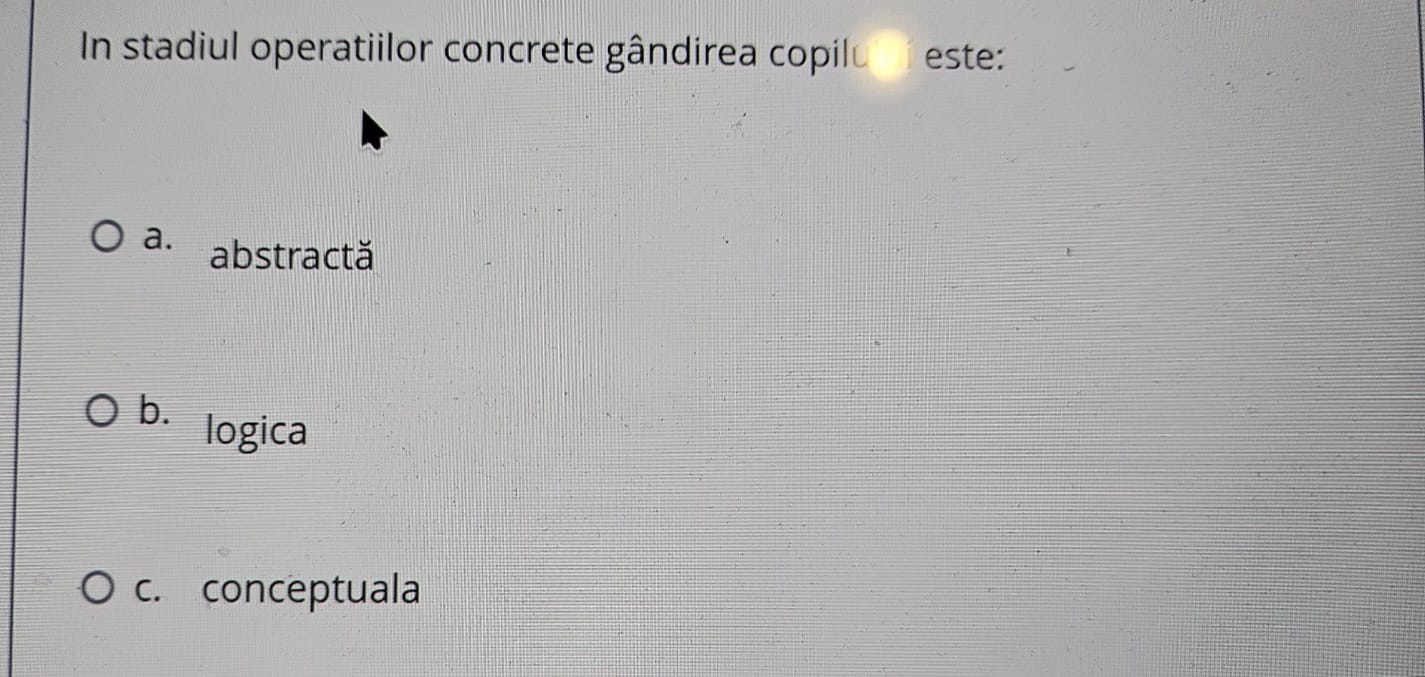 In stadiul operatiilor concrete gândirea este:
a. abstractă
b. logica
c. conceptuala